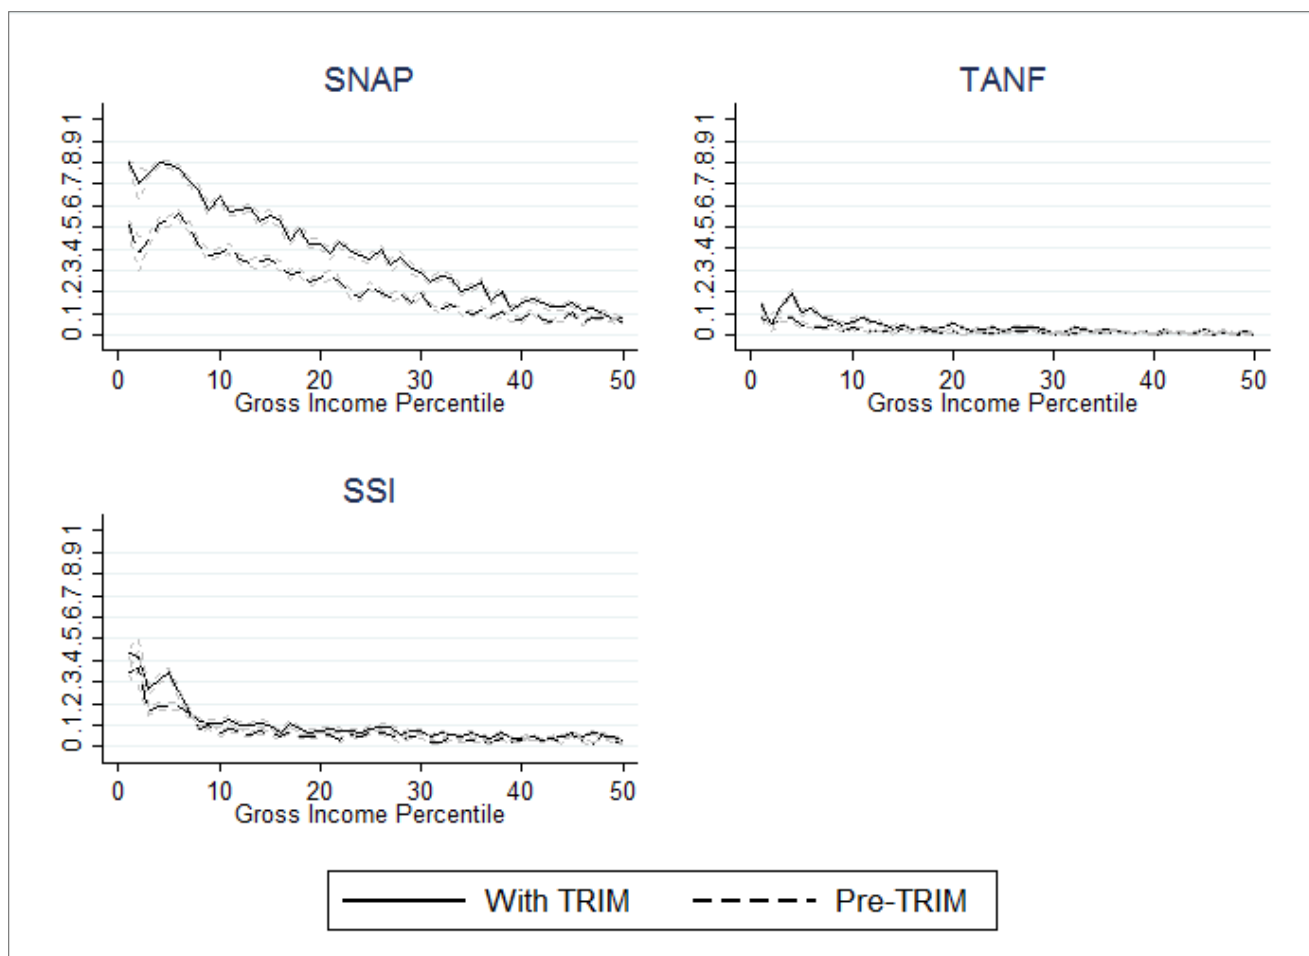 SNAP
0 .1 .2 .3 .4 .5 .6 .7 .8 .9 1
0 10 20 30 40 50
Gross Income Percentile
TANF
0 .1 .2 .3 .4 .5 .6 .7 .8 .9 1
0 10 20 30 40 50
Gross Income Percentile
SSI
0 .1 .2 .3 .4 .5 .6 .7 .8 .9 1
0 10 20 30 40 50
Gross Income Percentile
With TRIM Pre-TRIM